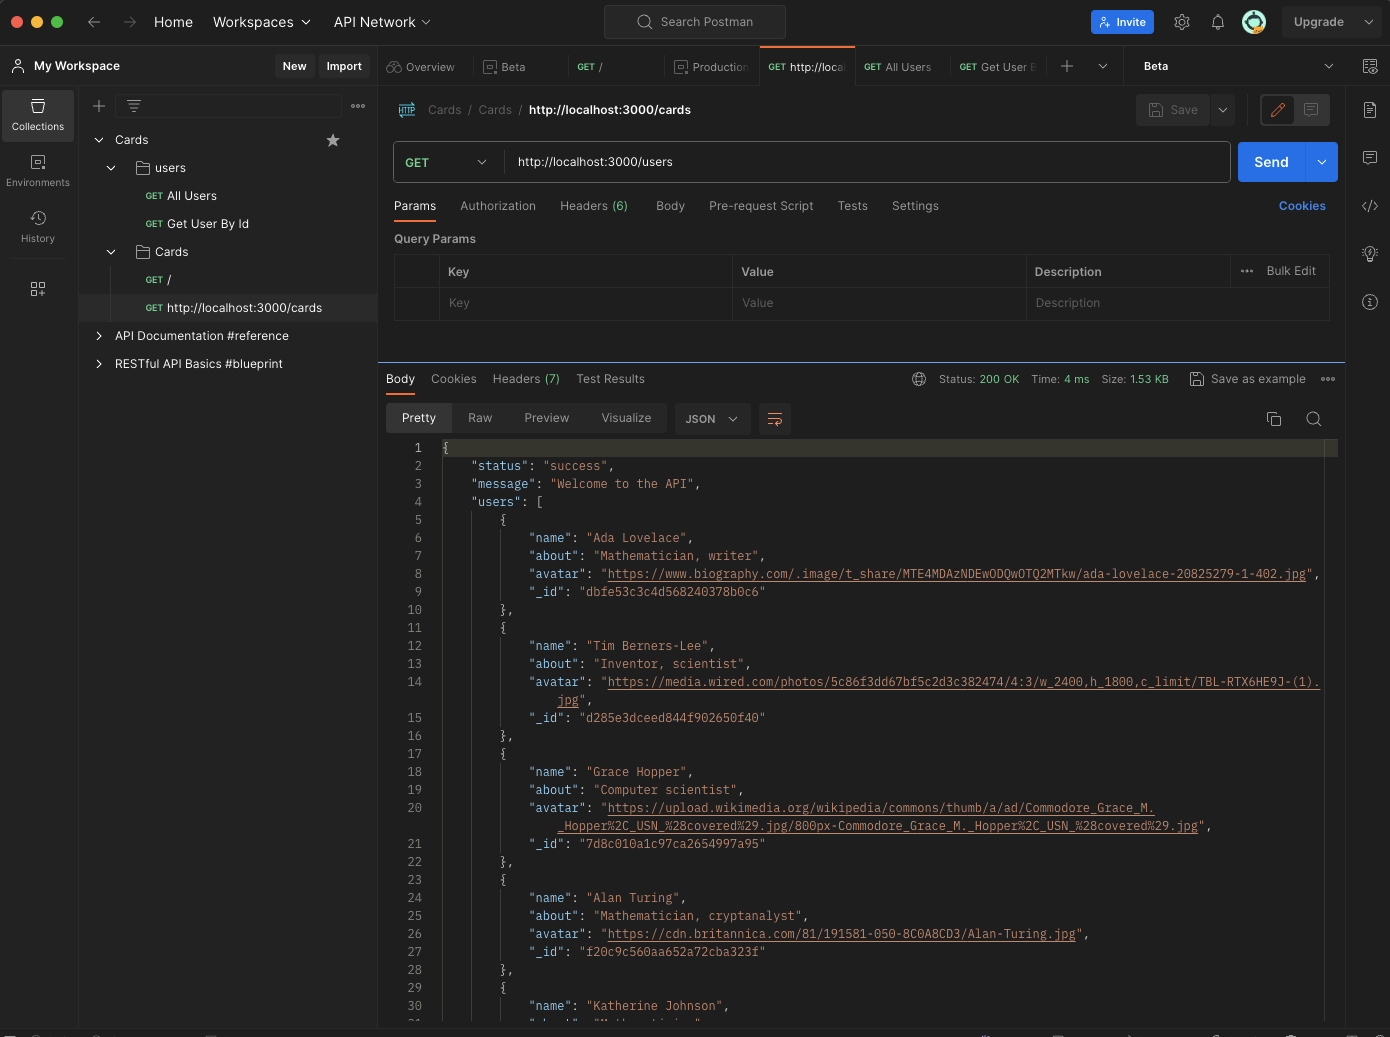 Home Workspaces API Network Search Postman Invite Upgrade
My Workspace New Import Overview Beta GET / Production GET http://loca GET All Users GET Get User B Beta
Collections
Environments
History
Cards
users
GET All Users
GET Get User By Id
Cards
GET /
GET http://localhost:3000/cards
API Documentation #reference
RESTful API Basics #blueprint
HTTP Cards / Cards / http://localhost:3000/cards Save
GET http://localhost:3000/users Send
Params Authorization Headers (6) Body Pre-request Script Tests Settings Cookies
Query Params
Key Value Description Bulk Edit
Key Value Description
Body Cookies Headers (7) Test Results Status: 200 OK Time: 4 ms Size: 1.53 KB Save as example
Pretty Raw Preview Visualize JSON
1 {
2 "status": "success",
3 "message": "Welcome to the API",
4 "users": [
5 {
6 "name": "Ada Lovelace",
7 "about": "Mathematician, writer",
8 "avatar": "https://www.biography.com/.image/t_share/MTE4MDAzNDEwODQwOTQ2MTkw/ada-lovelace-20825279-1-402.jpg",
9 "_id": "dbfe53c3c4d568240378b0c6"
10 },
11 {
12 "name": "Tim Berners-Lee",
13 "about": "Inventor, scientist",
14 "avatar": "https://media.wired.com/photos/5c86f3dd67bf5c2d3c382474/4:3/w_2400,h_1800,c_limit/TBL-RTX6HE9J-(1).
jpg",
15 "_id": "d285e3dceed844f902650f40"
16 },
17 {
18 "name": "Grace Hopper",
19 "about": "Computer scientist",
20 "avatar": "https://upload.wikimedia.org/wikipedia/commons/thumb/a/ad/Commodore_Grace_M.
_Hopper%2C_USN_%28covered%29.jpg/800px-Commodore_Grace_M._Hopper%2C_USN_%28covered%29.jpg",
21 "_id": "7d8c010a1c97ca2654997a95"
22 },
23 {
24 "name": "Alan Turing",
25 "about": "Mathematician, cryptanalyst",
26 "avatar": "https://cdn.britannica.com/81/191581-050-8C0A8CD3/Alan-Turing.jpg",
27 "_id": "f20c9c560aa652a72cba323f"
28 },
29 {
30 "name": "Katherine Johnson",